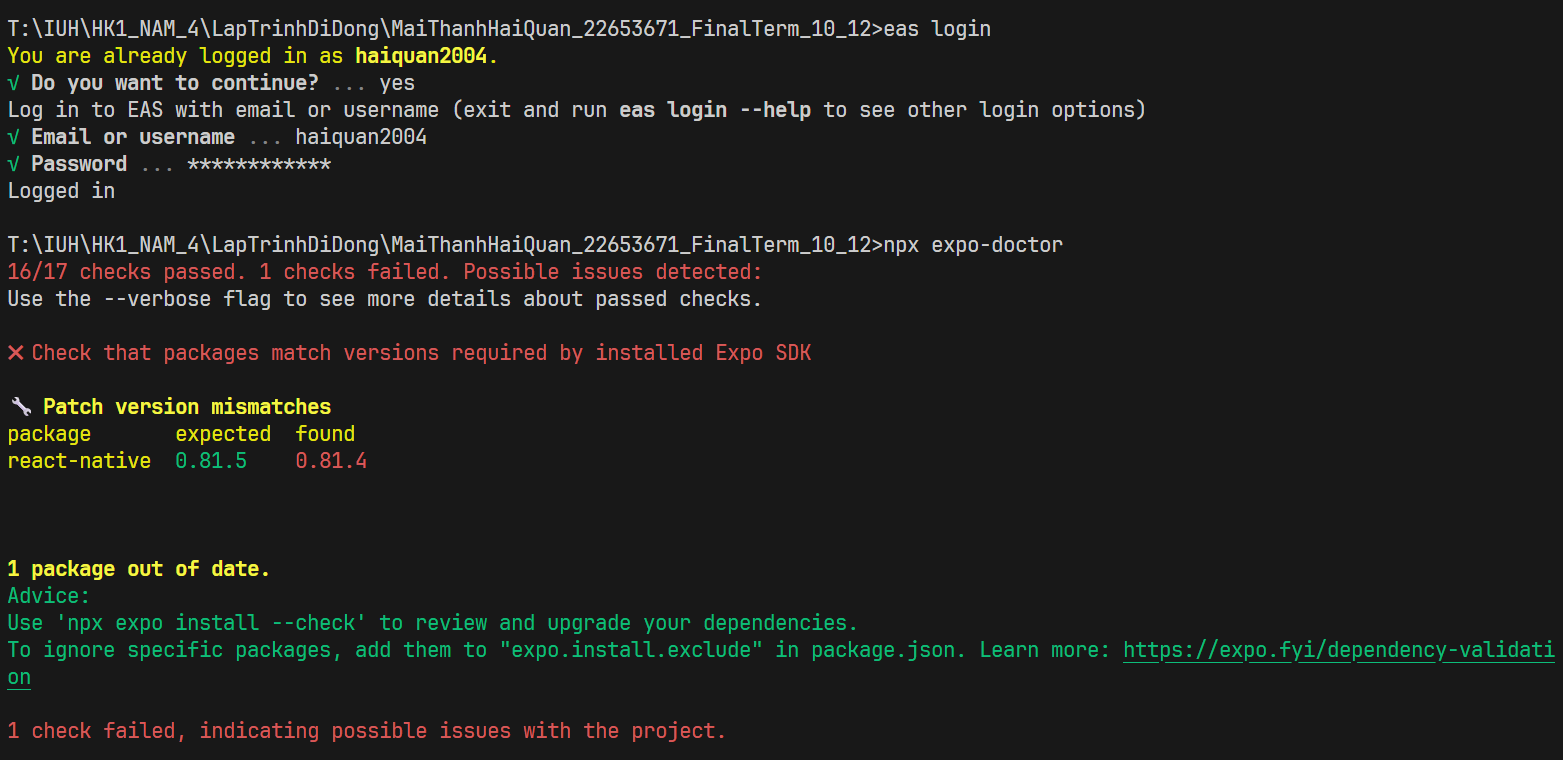 T:\IUH\HK1_NAM_4\LapTrinhDiDong\MaiThanhHaiQuan_22653671_FinalTerm_10_12>eas login
You are already logged in as haiquan2004.
√ Do you want to continue? ... yes
Log in to EAS with email or username (exit and run eas login --help to see other login options)
√ Email or username ... haiquan2004
√ Password ... ************
Logged in
T:\IUH\HK1_NAM_4\LapTrinhDiDong\MaiThanhHaiQuan_22653671_FinalTerm_10_12>npx expo-doctor
16/17 checks passed. 1 checks failed. Possible issues detected:
Use the --verbose flag to see more details about passed checks.
❌ Check that packages match versions required by installed Expo SDK
🔧 Patch version mismatches
package expected found
react-native 0.81.5 0.81.4
1 package out of date.
Advice:
Use 'npx expo install --check' to review and upgrade your dependencies.
To ignore specific packages, add them to "expo.install.exclude" in package.json. Learn more: https://expo.fyi/dependency-validati
on
1 check failed, indicating possible issues with the project.